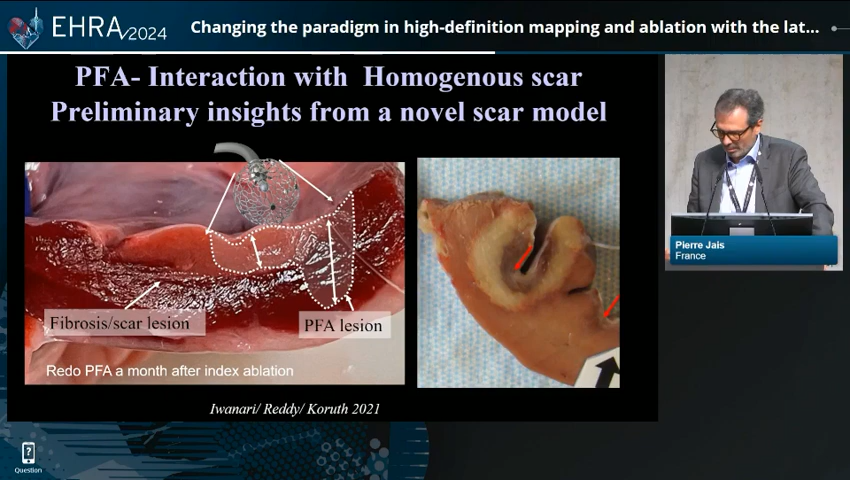 EHRA/2024
Changing the paradigm in high-definition mapping and ablation with the lat...
PFA- Interaction with Homogenous scar
Preliminary insights from a novel scar model
Fibrosis/scar lesion
PFA lesion
Redo PFA a month after index ablation
Iwanari/ Reddy/ Koruth 2021
Pierre Jais
France
?
Question